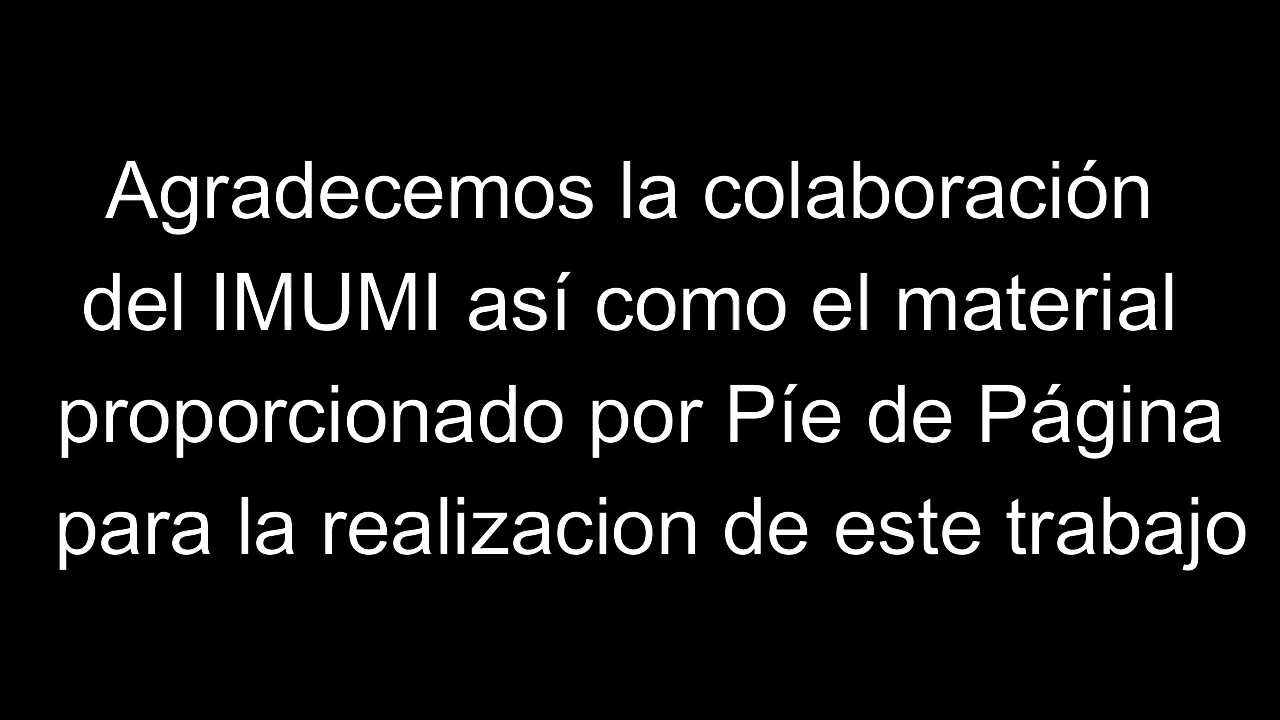 Agradecemos la colaboración
del IMUMI así como el material
proporcionado por Píe de Página
para la realizacion de este trabajo